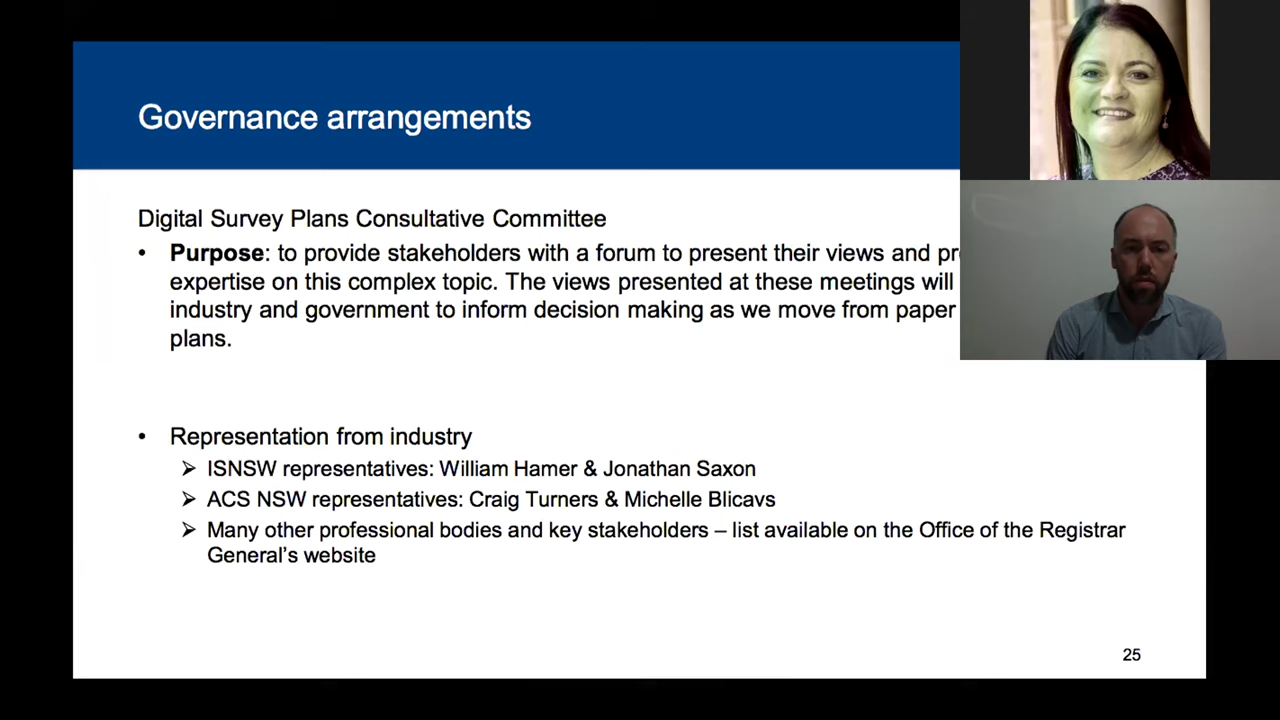 Governance arrangements
Digital Survey Plans Consultative Committee
• Purpose: to provide stakeholders with a forum to present their views and
expertise on this complex topic. The views presented at these meetings will
industry and government to inform decision making as we move from paper
plans.
• Representation from industry
➢ ISNSW representatives: William Hamer & Jonathan Saxon
➢ ACS NSW representatives: Craig Turners & Michelle Blicavs
➢ Many other professional bodies and key stakeholders – list available on the Office of the Registrar
General’s website
25